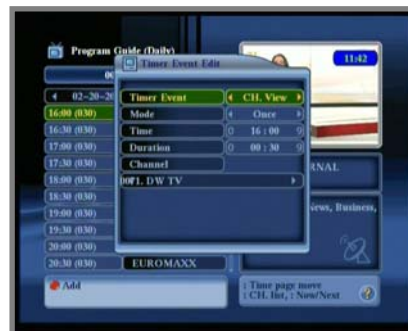 Program Guide (Daily)
11:42
Timer Event Edit
00
02-20-20
Timer Event CH. View
16:00 (030)
Mode Once
16:30 (030)
Time 16 : 00
17:00 (030)
Duration 00 : 30
17:30 (030)
Channel
RNAL
18:00 (030)
1. DW TV
18:30 (030)
News, Business,
19:00 (030)
19:30 (030)
20:00 (030)
20:30 (030) EUROMAXX
Add
: Time page move
: CH. list, : Now/Next